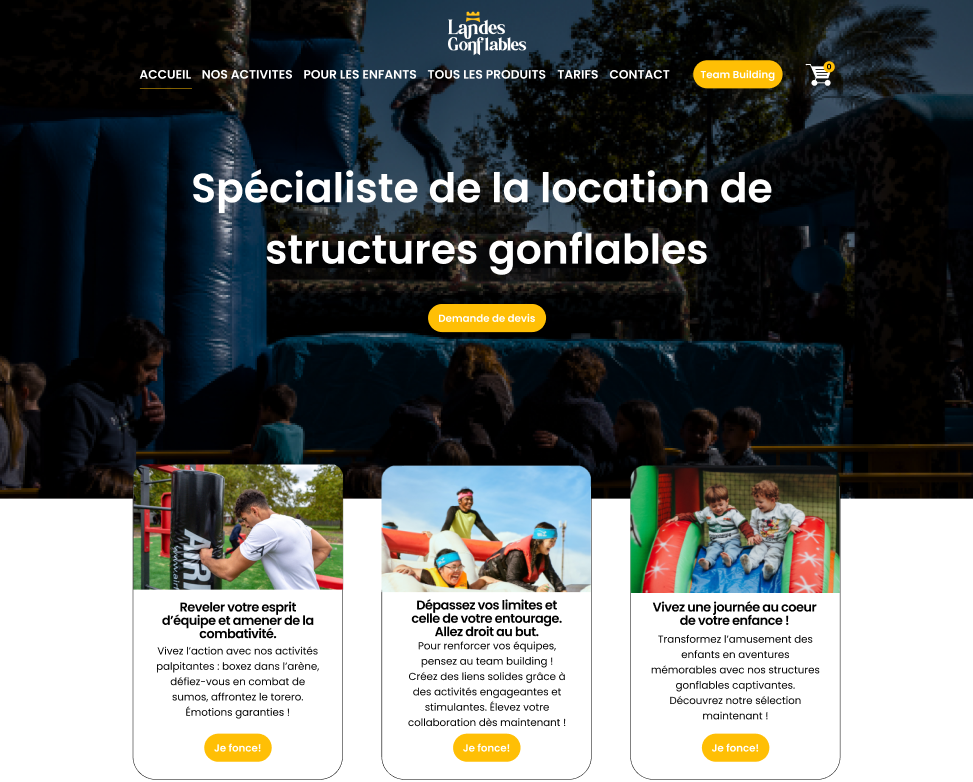 Landes
Gonflables
ACCUEIL NOS ACTIVITES POUR LES ENFANTS TOUS LES PRODUITS TARIFS CONTACT Team Building 0
Spécialiste de la location de
structures gonflables
Demande de devis
Reveler votre esprit
d'équipe et amener de la
combativité.
Vivez l'action avec nos activités
palpitantes : boxez dans l'arène,
défiez-vous en combat de
sumos, affrontez le torero.
Émotions garanties !
Je fonce!
Dépassez vos limites et
celle de votre entourage.
Allez droit au but.
Pour renforcer vos équipes,
pensez au team building !
Créez des liens solides grâce à
des activités engageantes et
stimulantes. Élevez votre
collaboration dès maintenant !
Je fonce!
Vivez une journée au coeur
de votre enfance !
Transformez l'amusement des
enfants en aventures
mémorables avec nos structures
gonflables captivantes.
Découvrez notre sélection
maintenant !
Je fonce!